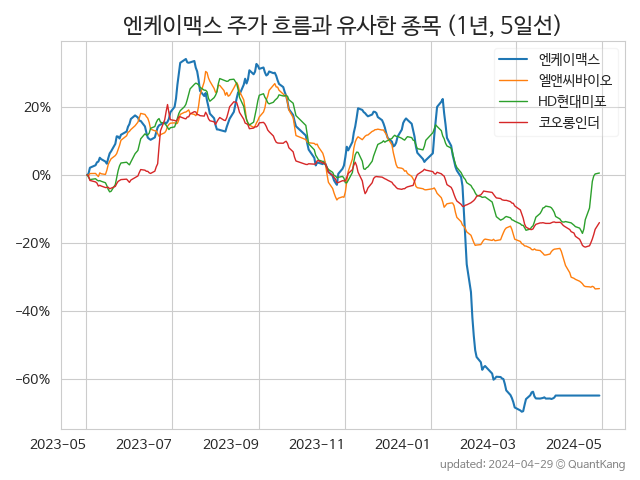 엔케이맥스 주가 흐름과 유사한 종목 (1년, 5일선)
엔케이맥스
엘앤씨바이오
HD현대미포
코오롱인더
20%
0%
−20%
−40%
−60%
2023-05 2023-07 2023-09 2023-11 2024-01 2024-03 2024-05
updated: 2024-04-29 © QuantKang